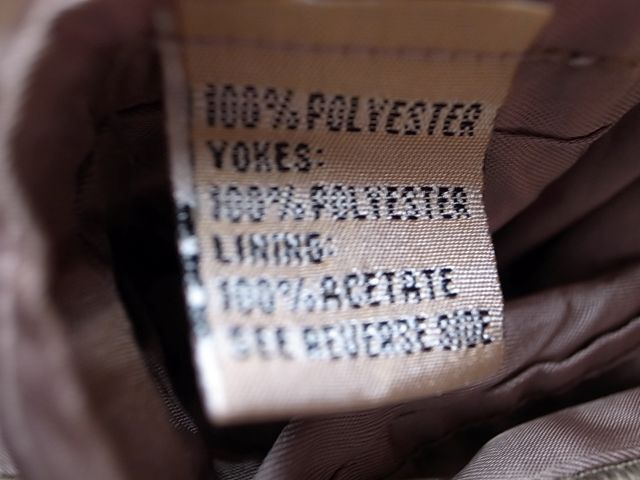 100% POLYESTER
YOKES:
100% POLYESTER
LINING:
100% ACETATE
SEE REVERSE SIDE